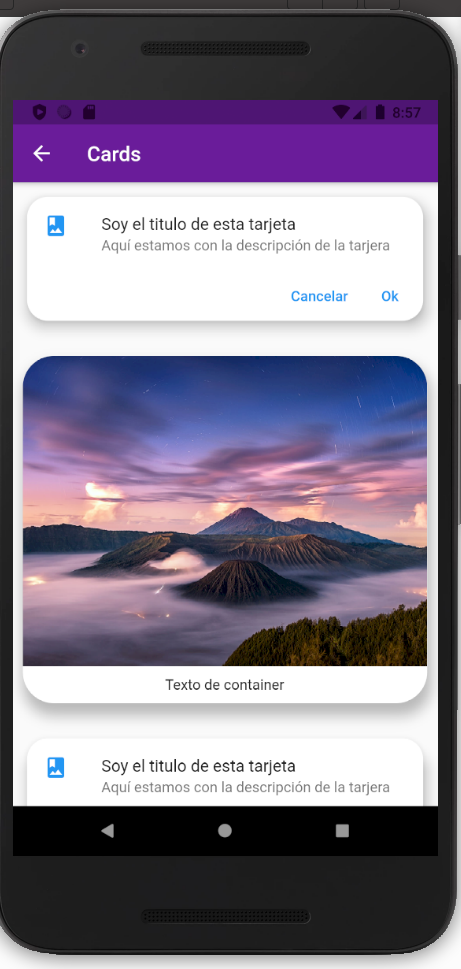 8:57
Cards
Soy el titulo de esta tarjeta
Aquí estamos con la descripción de la tarjera
Cancelar Ok
Texto de container
Soy el titulo de esta tarjeta
Aquí estamos con la descripción de la tarjera